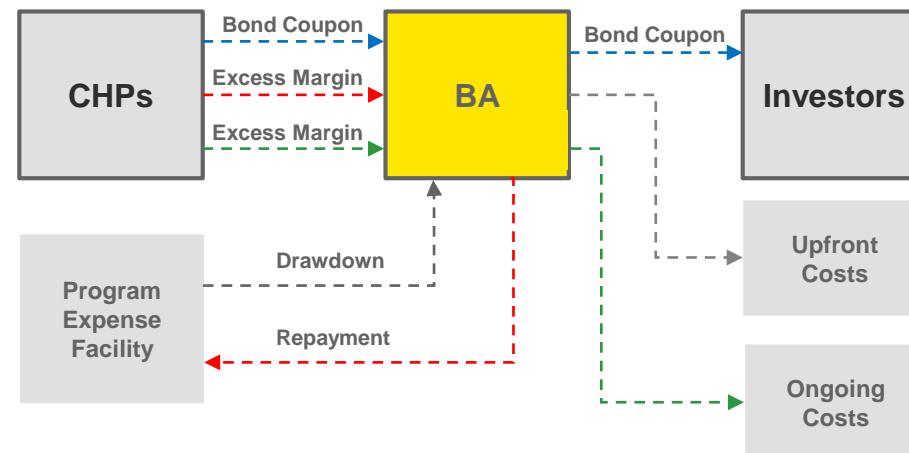 Bond Coupon
Bond Coupon
Excess Margin
CHPs
BA
Investors
Excess Margin
Drawdown
Upfront
Costs
Program
Expense
Facility
Repayment
Ongoing
Costs